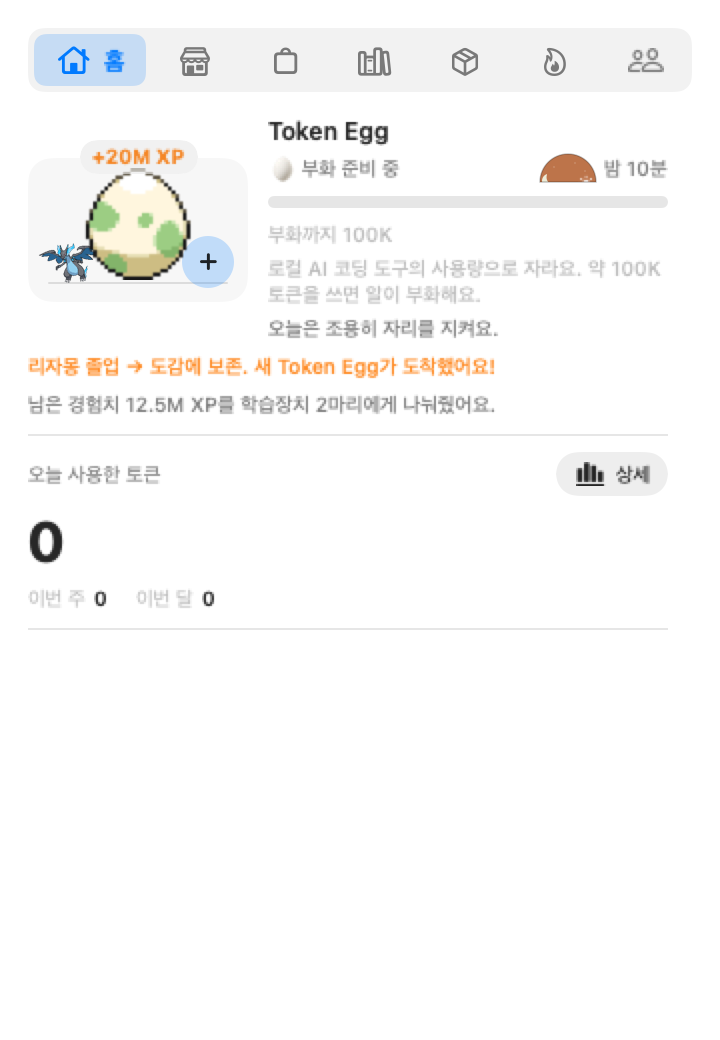 홈
Token Egg
+20M XP
부화 준비 중
밤 10분
부화까지 100K
로컬 AI 코딩 도구의 사용량으로 자라요. 약 100K
토큰을 쓰면 알이 부화해요.
오늘은 조용히 자리를 지켜요.
리자몽 졸업 → 도감에 보존. 새 Token Egg가 도착했어요!
남은 경험치 12.5M XP를 학습장치 2마리에게 나눠줬어요.
오늘 사용한 토큰
상세
0
이번 주 0 이번 달 0